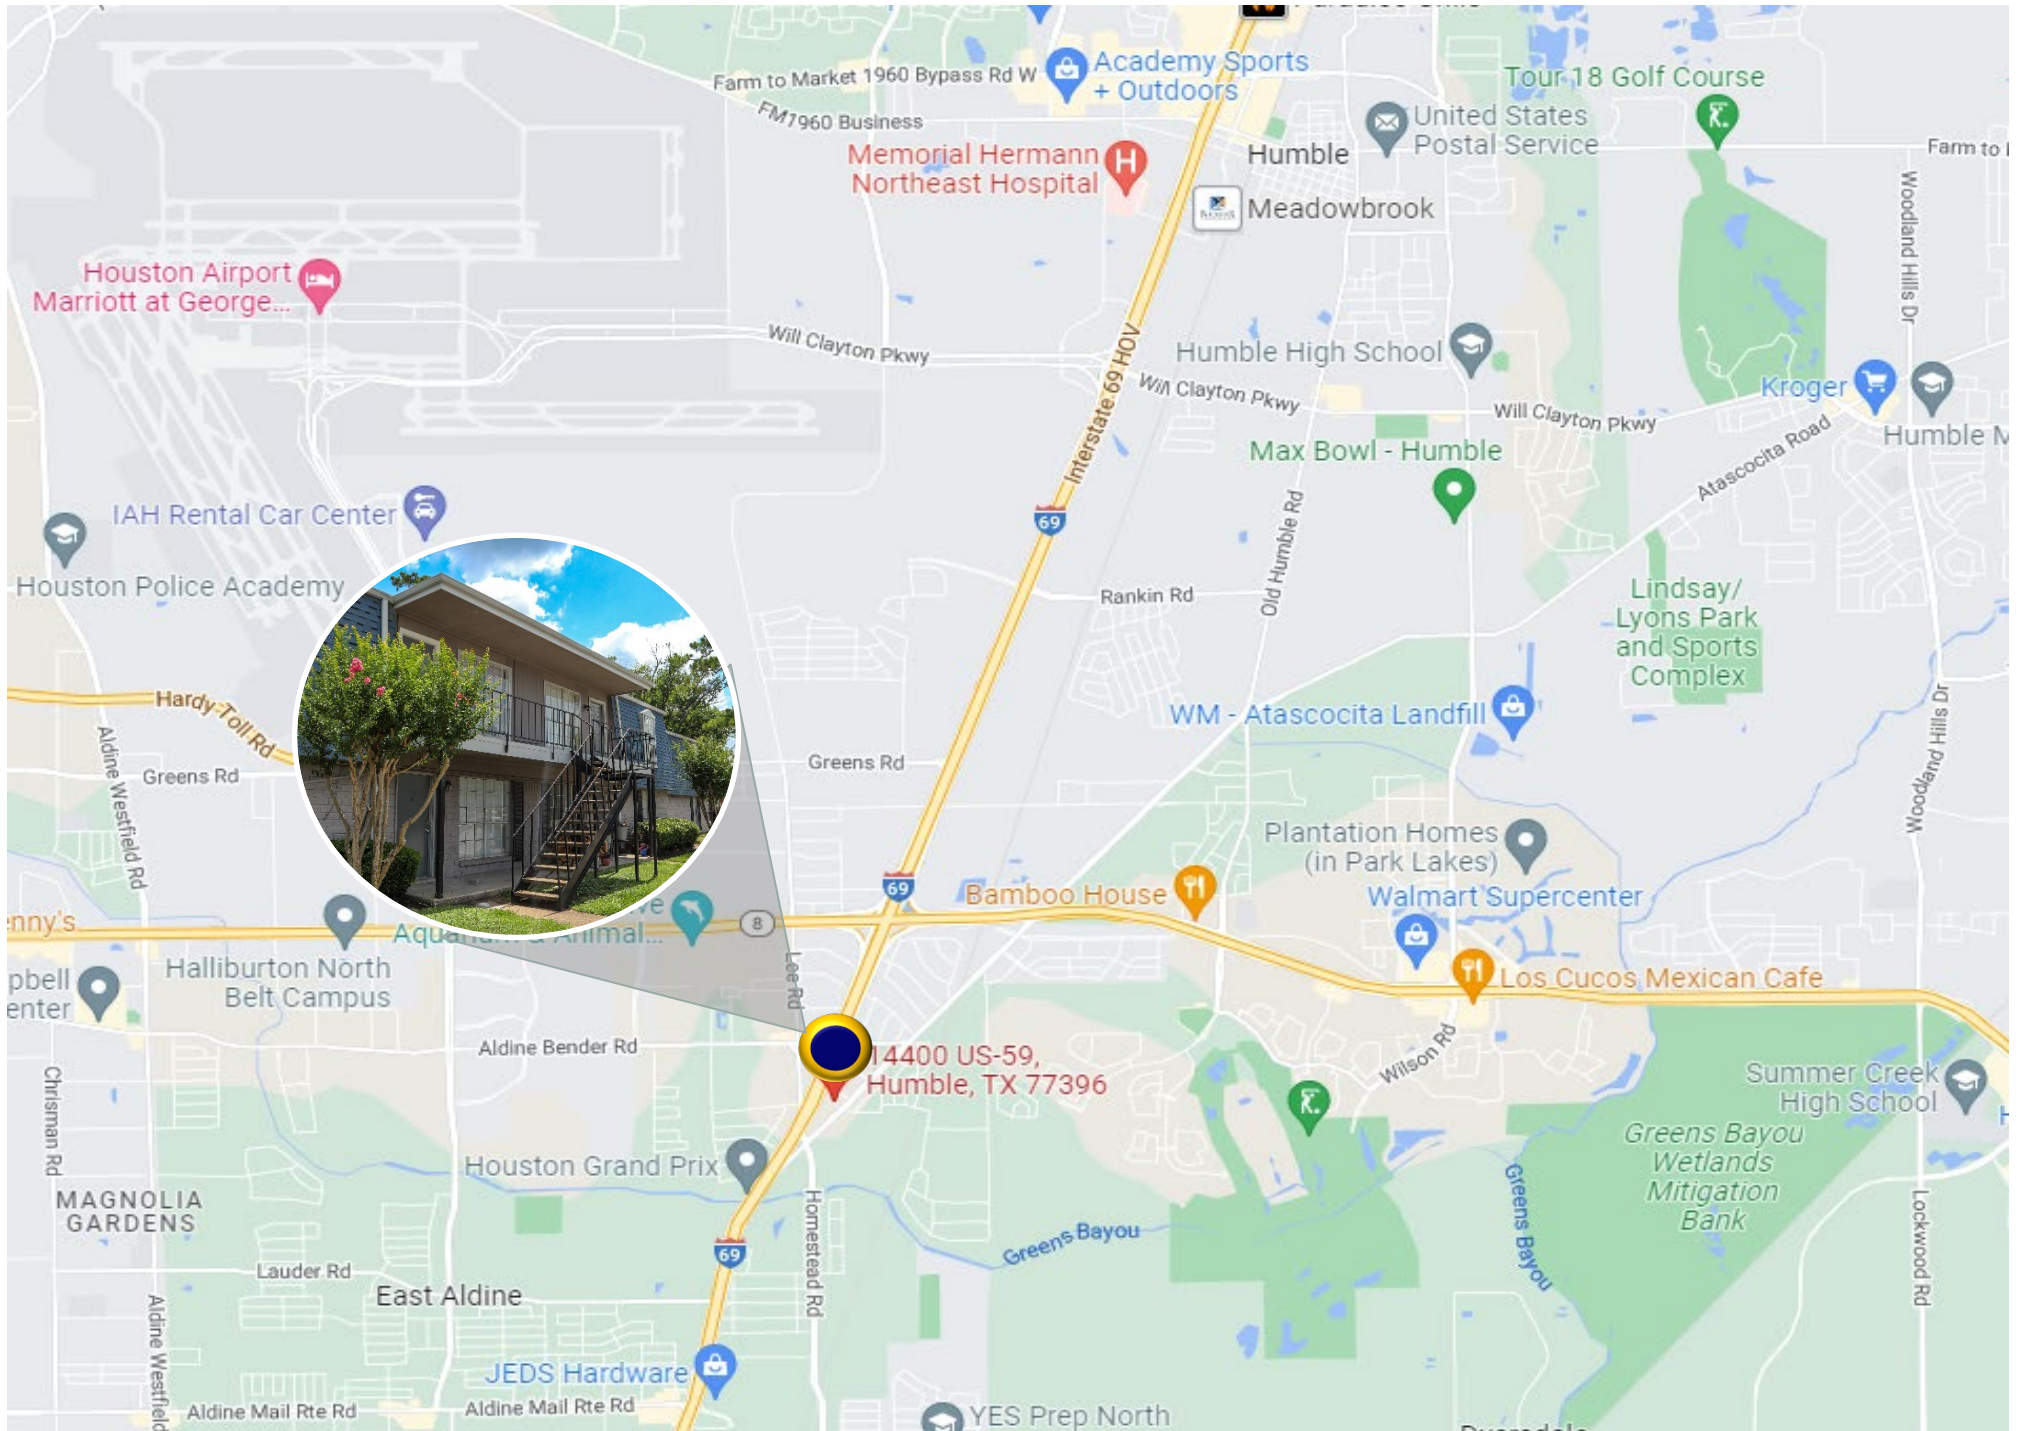 Farm to Market 1960 Bypass Rd W
Academy Sports
+ Outdoors
FM1960 Business
Tour 18 Golf Course
United States
Postal Service
Farm to
Memorial Hermann
Northeast Hospital
Humble
Meadowbrook
Woodland Hills Dr
Houston Airport
Marriott at George...
Will Clayton Pkwy
Interstate 69 HOV
Humble High School
Will Clayton Pkwy
Will Clayton Pkwy
Kroger
Humble M
Max Bowl - Humble
Atascocita Road
IAH Rental Car Center
69
Old Humble Rd
Houston Police Academy
Rankin Rd
Lindsay/
Lyons Park
and Sports
Complex
Hardy Toll Rd
WM - Atascocita Landfill
Woodland Hills Dr
Aldine Westfield Rd
Greens Rd
Greens Rd
Plantation Homes
(in Park Lakes)
69
Bamboo House
Walmart Supercenter
enny's
ve
Aquarium & Animal...
8
Halliburton North
Belt Campus
Lee Rd
pbell
enter
Los Cucos Mexican Cafe
Aldine Bender Rd
14400 US-59,
Humble, TX 77396
Wilson Rd
Chrisman Rd
Summer Creek
High School
H
Greens Bayou
Wetlands
Mitigation
Bank
Houston Grand Prix
MAGNOLIA
GARDENS
Homestead Rd
Greens Bayou
Greens Bayou
Lockwood Rd
69
Lauder Rd
East Aldine
Aldine Westfield
JEDS Hardware
Aldine Mail Rte Rd
Aldine Mail Rte Rd
YES Prep North